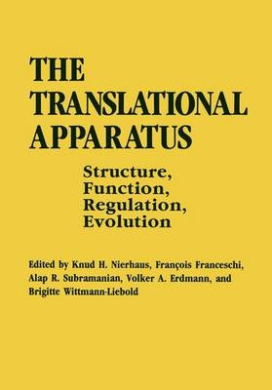 THE
TRANSLATIONAL
APPARATUS
Structure,
Function,
Regulation,
Evolution
Edited by Knud H. Nierhaus, François Franceschi,
Alap R. Subramanian, Volker A. Erdmann, and
Brigitte Wittmann-Liebold